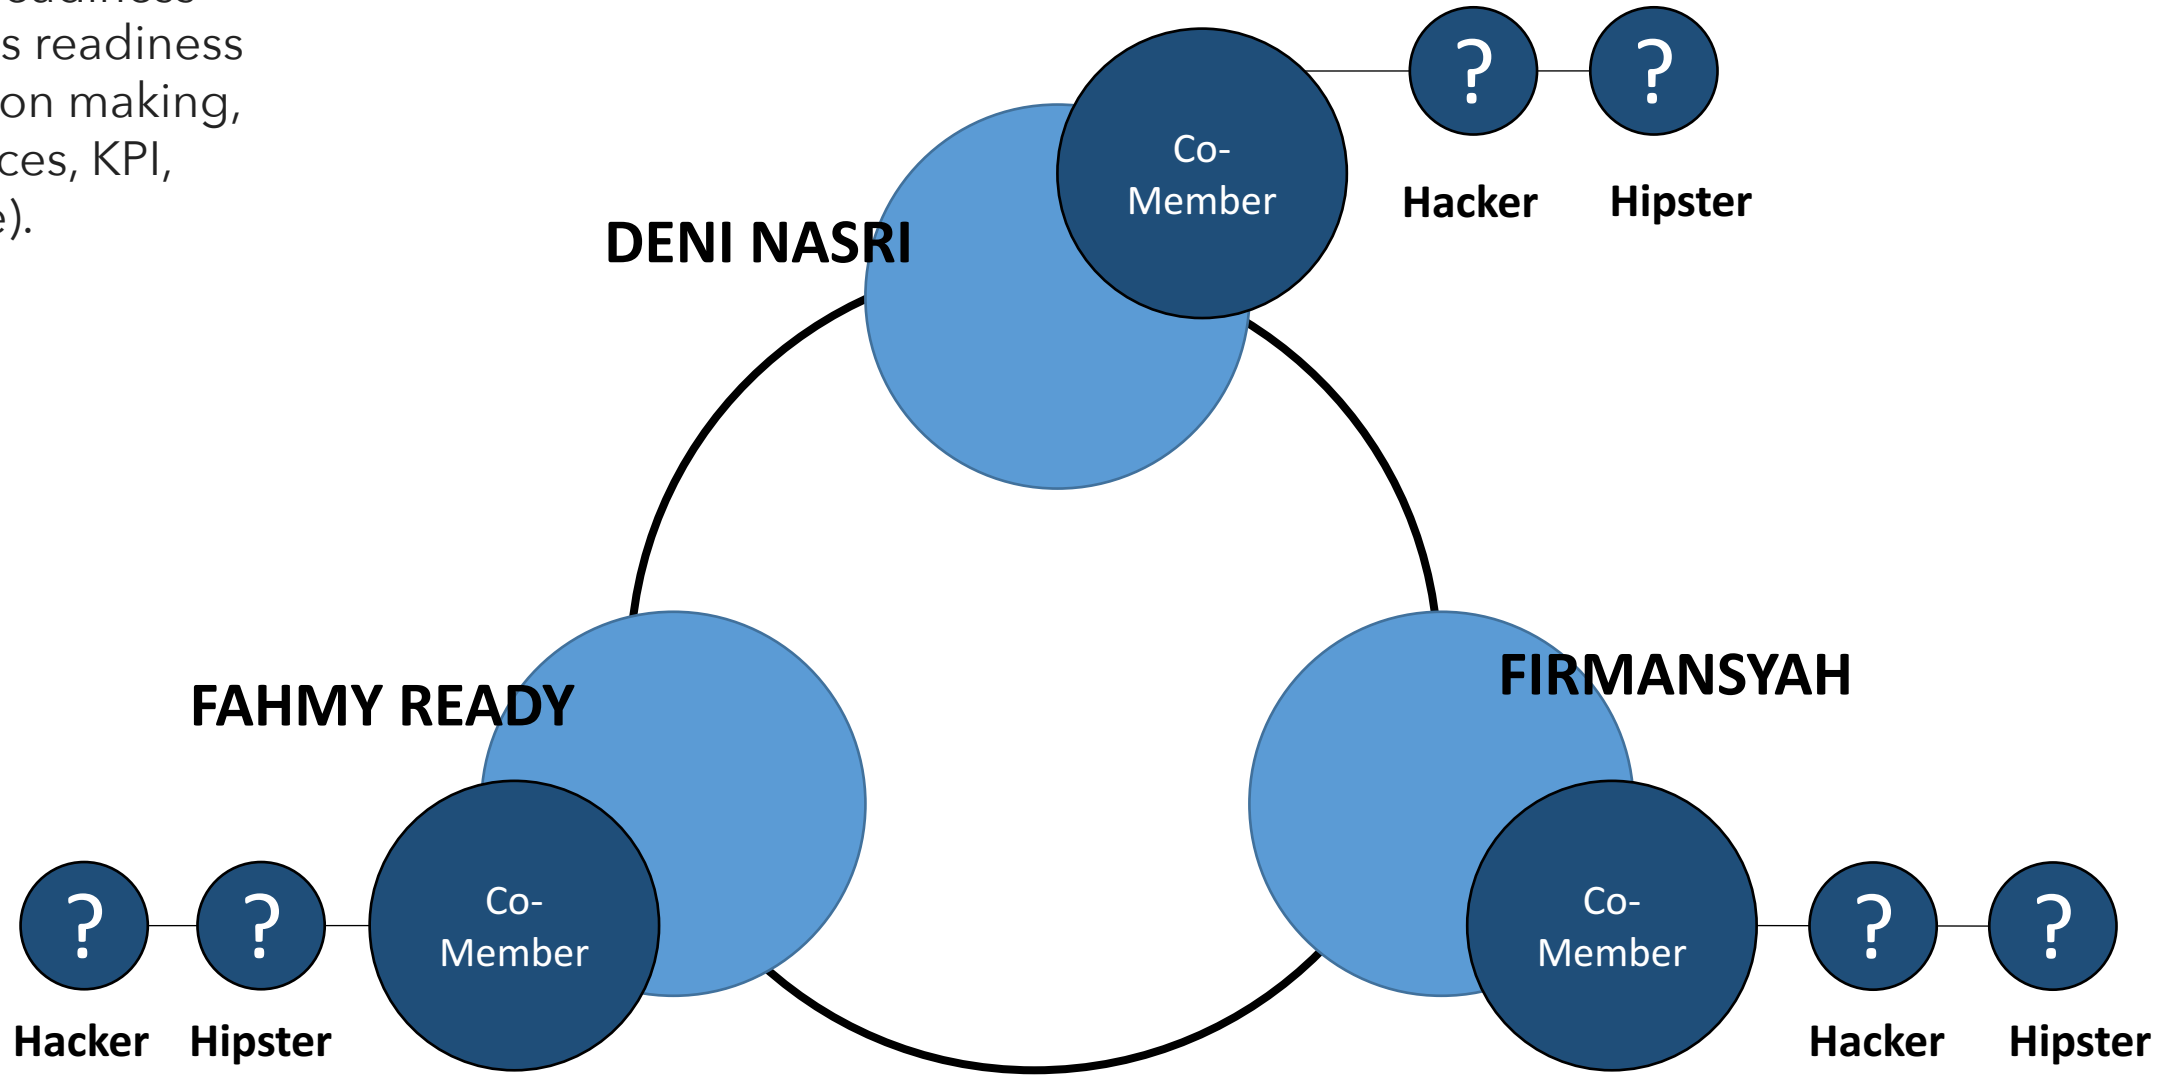 s readiness
on making,
KPI,
?
?
Co-
Member
Hacker
Hipster
DENI NASRI
FAHMY READY
FIRMANSYAH
?
?
Co-
Member
Co-
Member
?
?
Hacker
Hipster
Hacker
Hipster